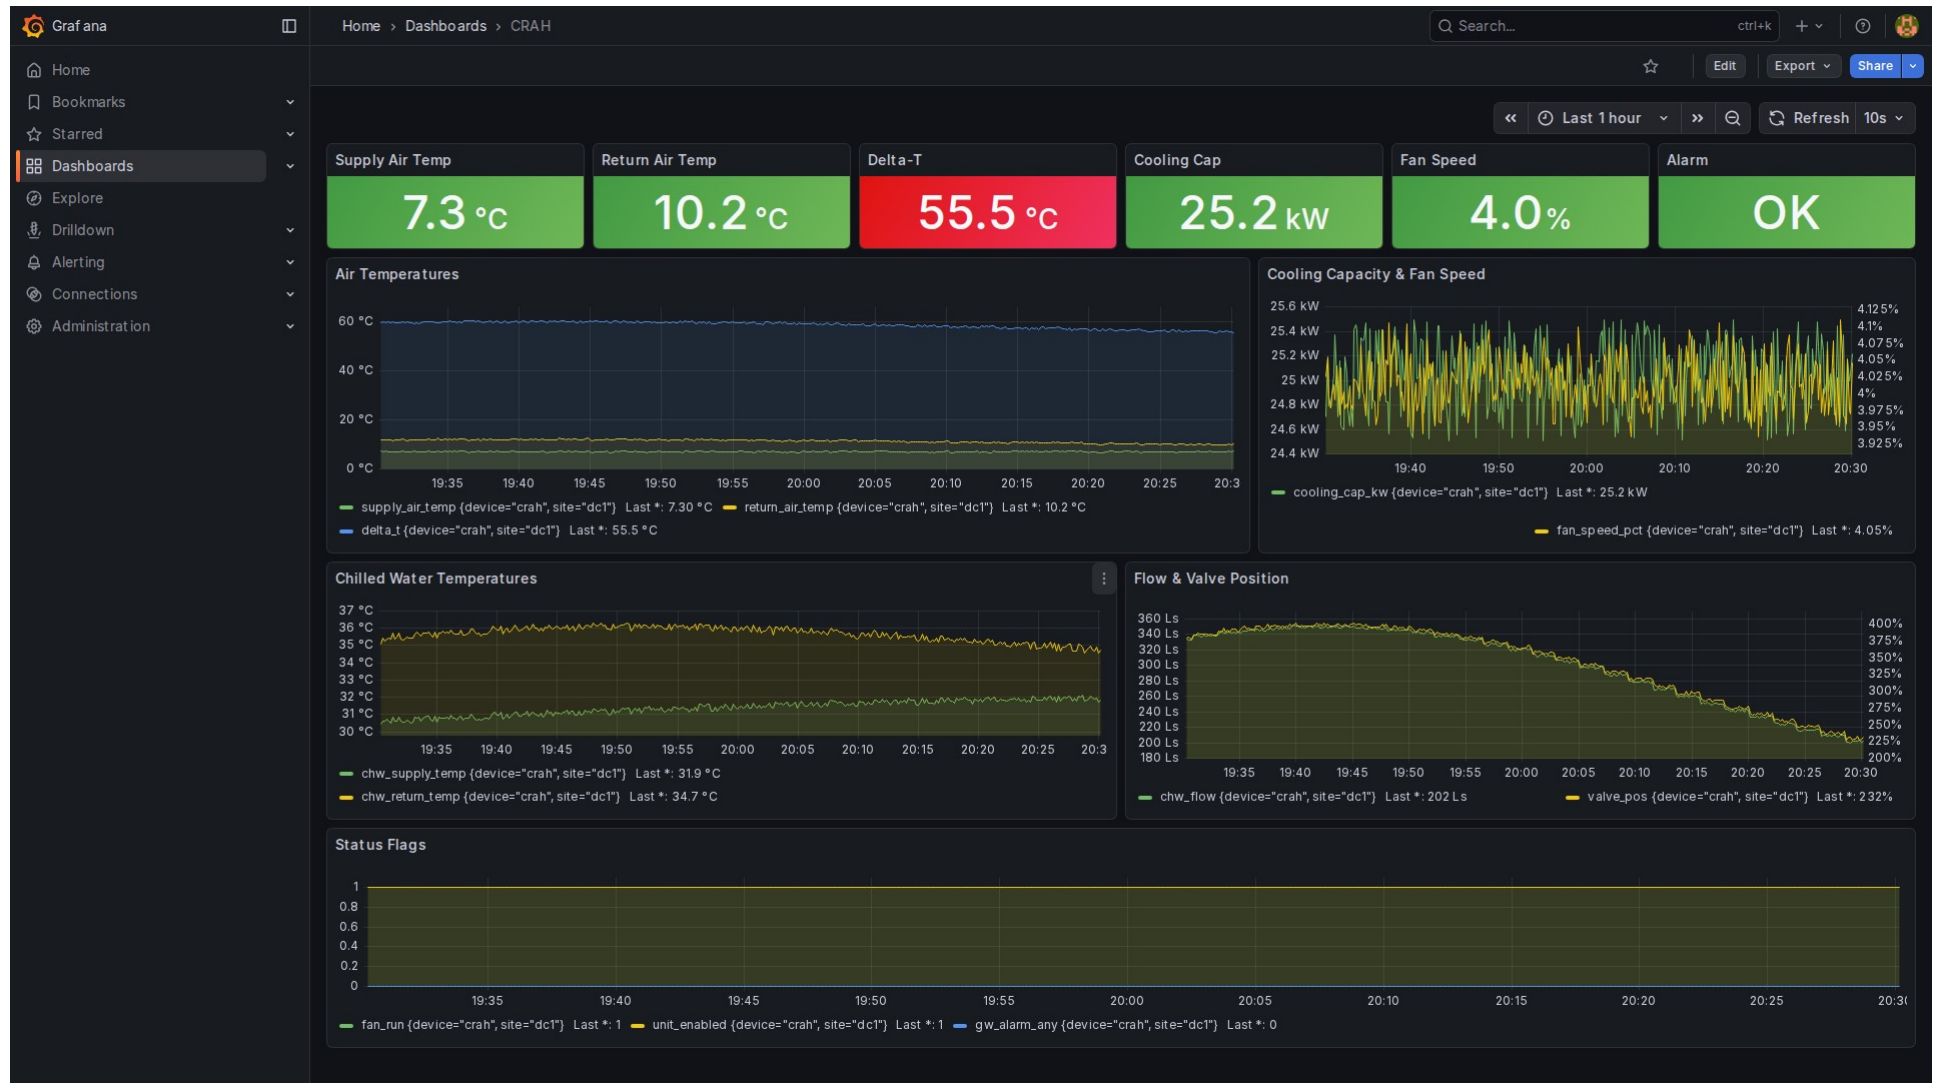 Grafana
Home › Dashboards › CRAH
Search...
ctrl+k
Home
Bookmarks
Starred
Dashboards
Explore
Drilldown
Alerting
Connections
Administration
Edit
Export
Share
Last 1 hour
Refresh
10s
Supply Air Temp
7.3 °C
Return Air Temp
10.2 °C
Delta-T
55.5 °C
Cooling Cap
25.2 kW
Fan Speed
4.0%
Alarm
OK
Air Temperatures
60 °C
40 °C
20 °C
0 °C
19:35 19:40 19:45 19:50 19:55 20:00 20:05 20:10 20:15 20:20 20:25 20:3
supply_air_temp {device="crah", site="dc1"} Last *: 7.30 °C return_air_temp {device="crah", site="dc1"} Last *: 10.2 °C
delta_t {device="crah", site="dc1"} Last *: 55.5 °C
Cooling Capacity & Fan Speed
25.6 kW
25.4 kW
25.2 kW
25 kW
24.8 kW
24.6 kW
24.4 kW
4.125%
4.1%
4.075%
4.05%
4.025%
4%
3.975%
3.95%
3.925%
19:40 19:50 20:00 20:10 20:20 20:30
cooling_cap_kw {device="crah", site="dc1"} Last *: 25.2 kW
fan_speed_pct {device="crah", site="dc1"} Last *: 4.05%
Chilled Water Temperatures
37 °C
36 °C
35 °C
34 °C
33 °C
32 °C
31 °C
30 °C
19:35 19:40 19:45 19:50 19:55 20:00 20:05 20:10 20:15 20:20 20:25 20:3
chw_supply_temp {device="crah", site="dc1"} Last *: 31.9 °C
chw_return_temp {device="crah", site="dc1"} Last *: 34.7 °C
Flow & Valve Position
360 Ls
340 Ls
320 Ls
300 Ls
280 Ls
260 Ls
240 Ls
220 Ls
200 Ls
180 Ls
400%
375%
350%
325%
300%
275%
250%
225%
200%
19:35 19:40 19:45 19:50 19:55 20:00 20:05 20:10 20:15 20:20 20:25 20:30
chw_flow {device="crah", site="dc1"} Last *: 202 Ls valve_pos {device="crah", site="dc1"} Last *: 232%
Status Flags
1
0.8
0.6
0.4
0.2
0
19:35 19:40 19:45 19:50 19:55 20:00 20:05 20:10 20:15 20:20 20:25 20:30
fan_run {device="crah", site="dc1"} Last *: 1 unit_enabled {device="crah", site="dc1"} Last *: 1 gw_alarm_any {device="crah", site="dc1"} Last *: 0